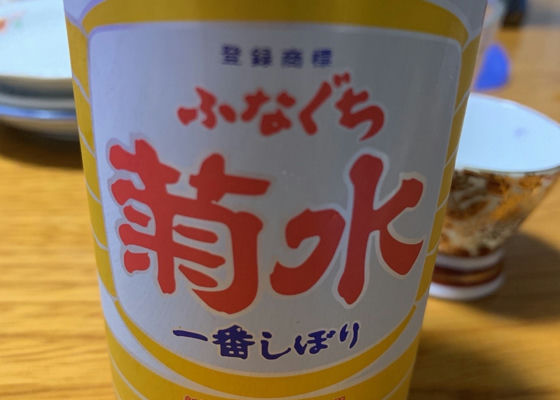 登録商標
ふなぐち
菊水
一番しぼり